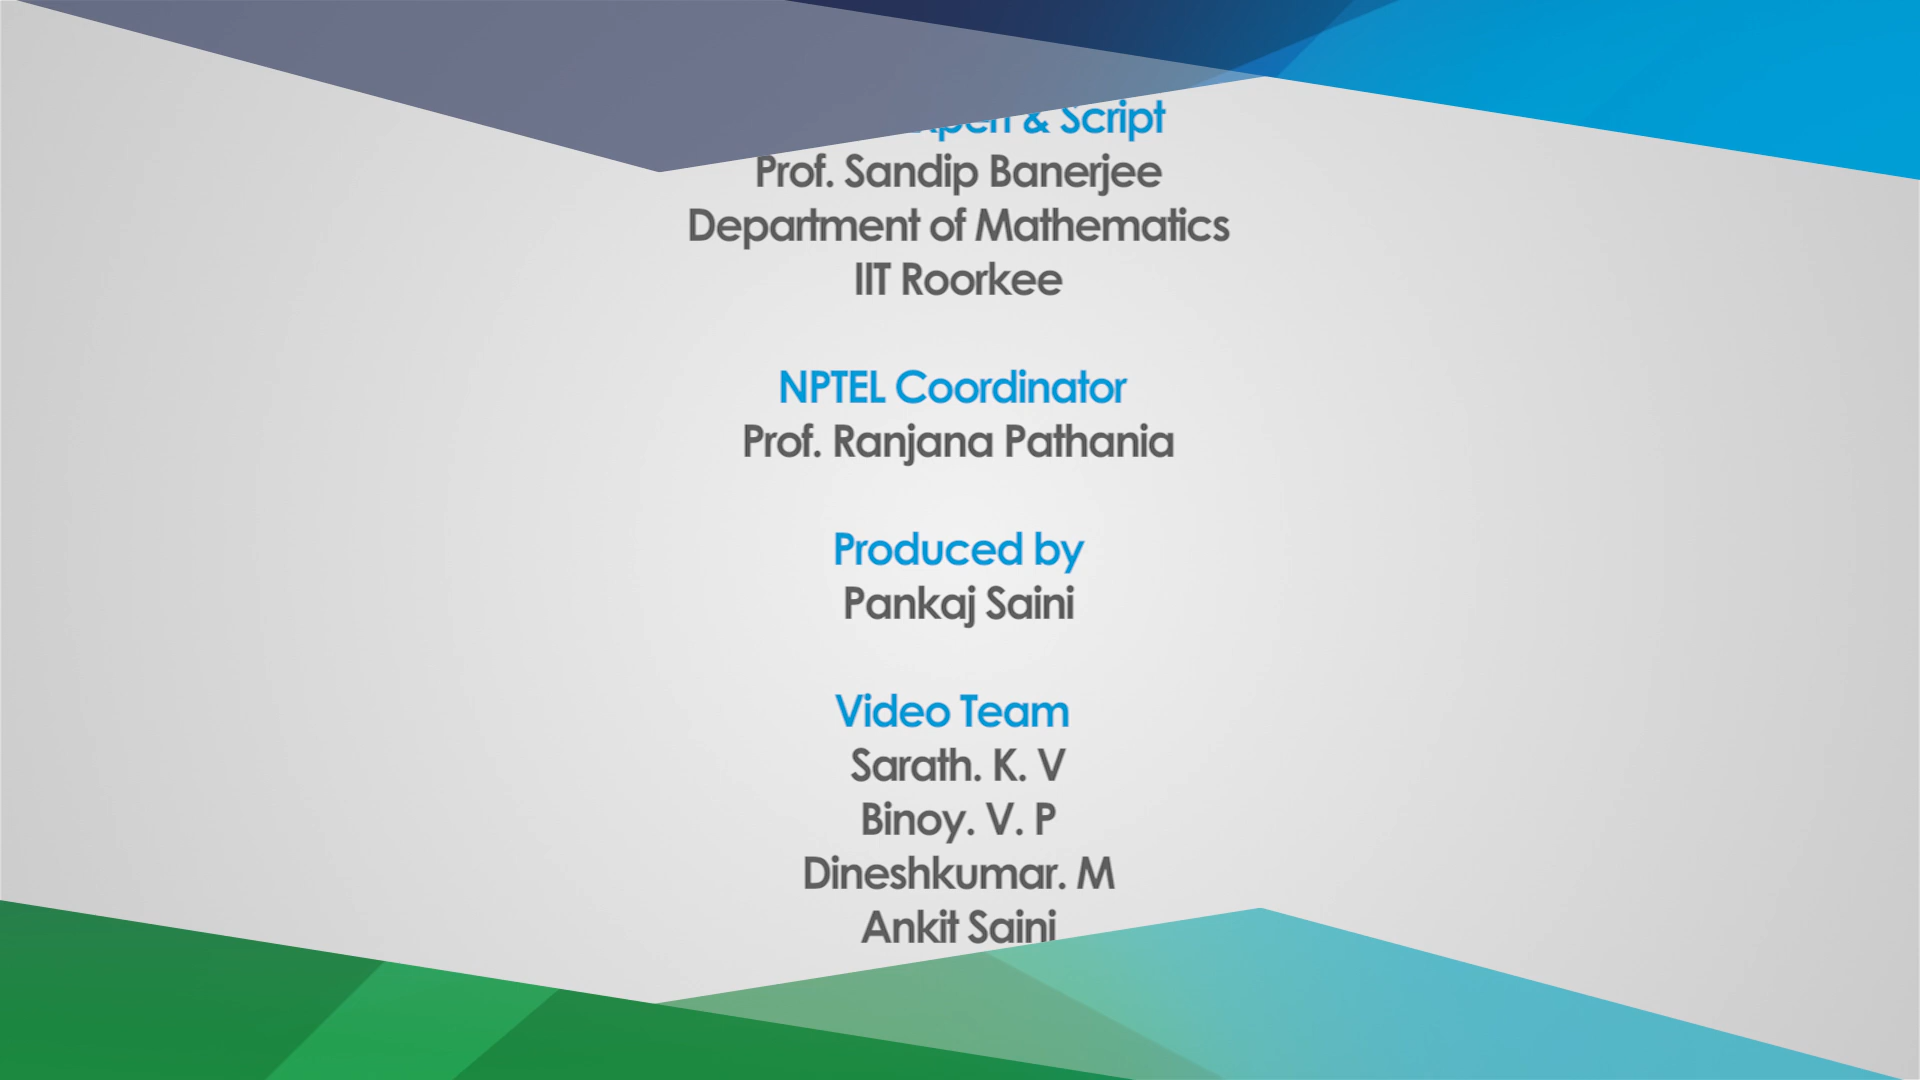 & Script
Prof. Sandip Banerjee
Department of Mathematics
IIT Roorkee
NPTEL Coordinator
Prof. Ranjana Pathania
Produced by
Pankaj Saini
Video Team
Sarath. K. V
Binoy. V. P
Dineshkumar. M
Ankit Saini